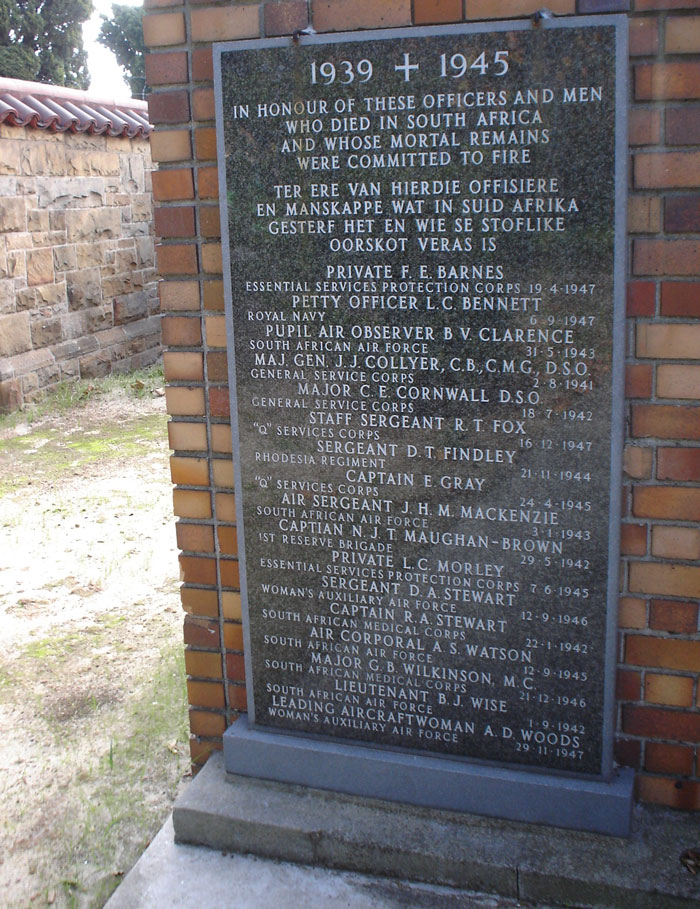 1939 ✝ 1945
IN HONOUR OF THESE OFFICERS AND MEN
WHO DIED IN SOUTH AFRICA
AND WHOSE MORTAL REMAINS
WERE COMMITTED TO FIRE
TER ERE VAN HIERDIE OFFISIERE
EN MANSKAPPE WAT IN SUID AFRIKA
GESTERF HET EN WIE SE STOFLIKE
OORSKOT VERAS IS
PRIVATE F. E. BARNES
ESSENTIAL SERVICES PROTECTION CORPS 19·4·1947
PETTY OFFICER L.C. BENNETT
ROYAL NAVY 6·9·1947
PUPIL AIR OBSERVER B.V. CLARENCE
SOUTH AFRICAN AIR FORCE 31·5·1943
MAJ. GEN. J.J. COLLYER, C.B., C.M.G., D.S.O.
GENERAL SERVICE CORPS 2·8·1941
MAJOR C.E. CORNWALL D.S.O.
GENERAL SERVICE CORPS 18·7·1942
STAFF SERGEANT R.T. FOX
"Q" SERVICES CORPS 16·12·1947
SERGEANT D.T. FINDLEY
RHODESIA REGIMENT 21·11·1944
CAPTAIN E. GRAY
"Q" SERVICES CORPS 24·4·1945
AIR SERGEANT J.H.M. MACKENZIE
SOUTH AFRICAN AIR FORCE 3·1·1943
CAPTIAN N.J.T. MAUGHAN-BROWN
1ST RESERVE BRIGADE 29·5·1942
PRIVATE L.C. MORLEY
ESSENTIAL SERVICES PROTECTION CORPS 7·6·1945
SERGEANT D.A. STEWART
WOMAN'S AUXILIARY AIR FORCE 12·9·1946
CAPTAIN R.A. STEWART
SOUTH AFRICAN MEDICAL CORPS 22·1·1942
AIR CORPORAL A.S. WATSON
SOUTH AFRICAN AIR FORCE 12·9·1945
MAJOR G.B. WILKINSON, M.C.
SOUTH AFRICAN MEDICAL CORPS 21·12·1946
LIEUTENANT B.J. WISE
SOUTH AFRICAN AIR FORCE 1·9·1942
LEADING AIRCRAFTWOMAN A.D. WOODS
WOMAN'S AUXILIARY AIR FORCE 29·11·1947